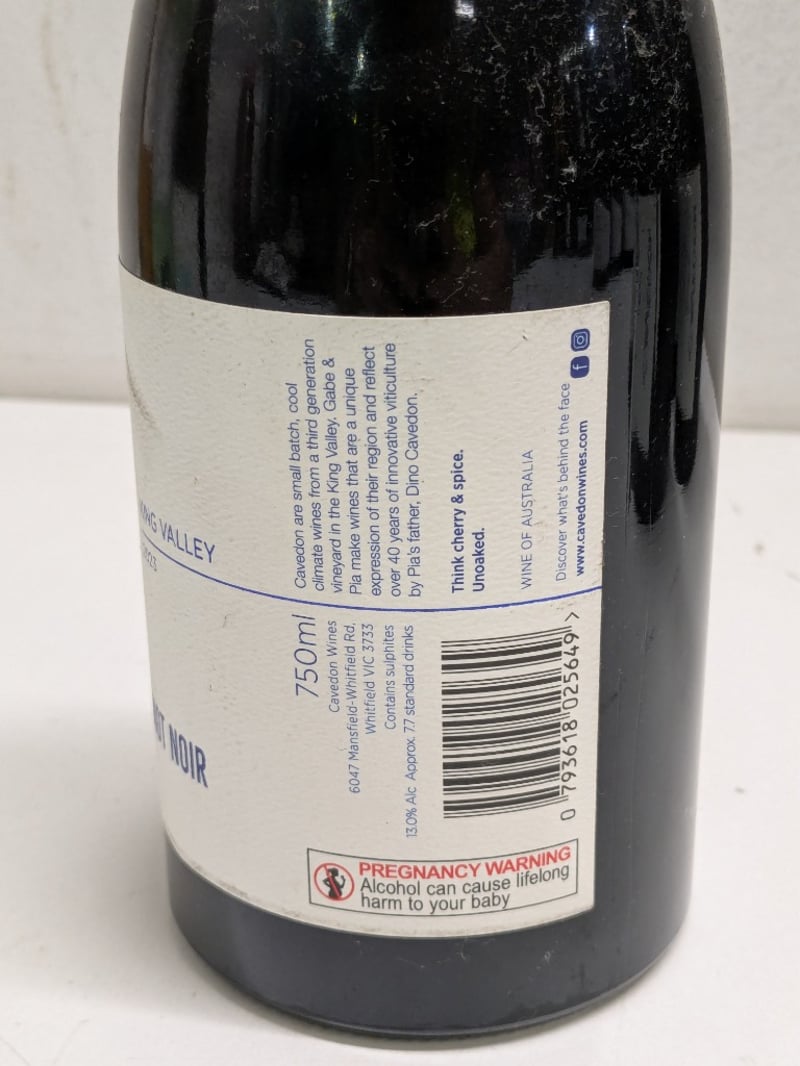 KING VALLEY
NOIR
Cavedon are small batch, cool
climate wines from a third generation
vineyard in the King Valley. Gabe &
Pia make wines that are a unique
expression of their region and reflect
over 40 years of innovative viticulture
by Pia's father, Dino Cavedon.
Think cherry & spice.
Unoaked.
WINE OF AUSTRALIA
Discover what's behind the face
www.cavedonwines.com
750ml
Cavedon Wines
6047 Mansfield-Whitfield Rd,
Whitfield VIC 3733
Contains sulphites
13.0% Alc Approx. 7.7 standard drinks
0 793618 025649 >
PREGNANCY WARNING
Alcohol can cause lifelong
harm to your baby